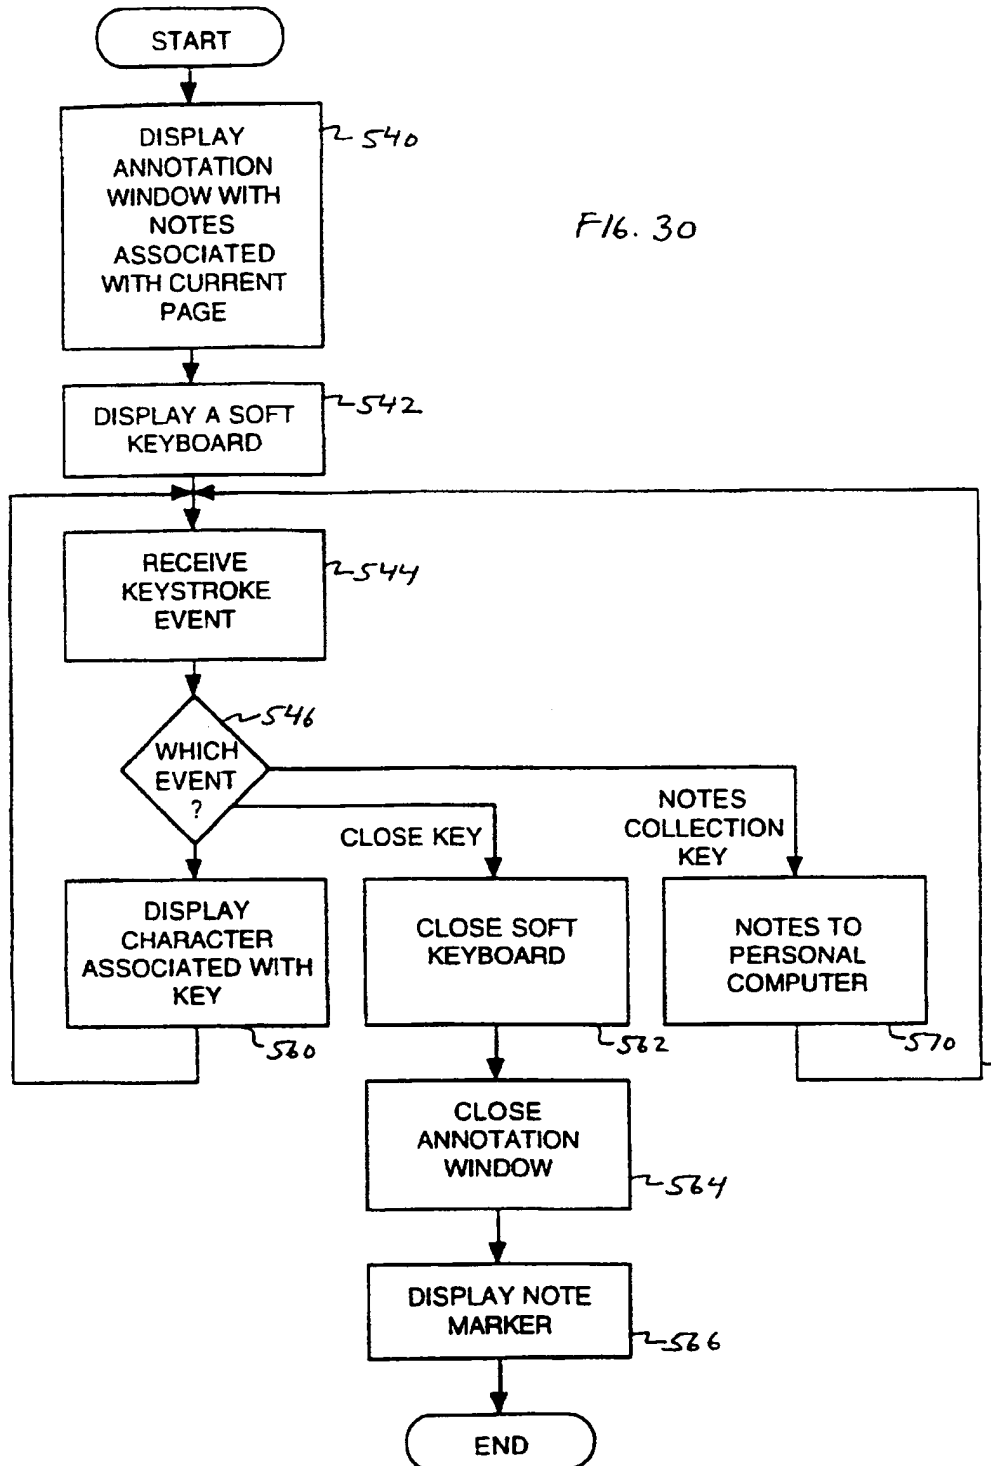 START
DISPLAY
ANNOTATION
WINDOW WITH
NOTES
ASSOCIATED
WITH CURRENT
PAGE
540
FIG. 30
DISPLAY A SOFT
KEYBOARD
542
RECEIVE
KEYSTROKE
EVENT
544
WHICH
EVENT
?
546
CLOSE KEY
NOTES
COLLECTION
KEY
DISPLAY
CHARACTER
ASSOCIATED WITH
KEY
560
CLOSE SOFT
KEYBOARD
562
NOTES TO
PERSONAL
COMPUTER
570
CLOSE
ANNOTATION
WINDOW
564
DISPLAY NOTE
MARKER
566
END